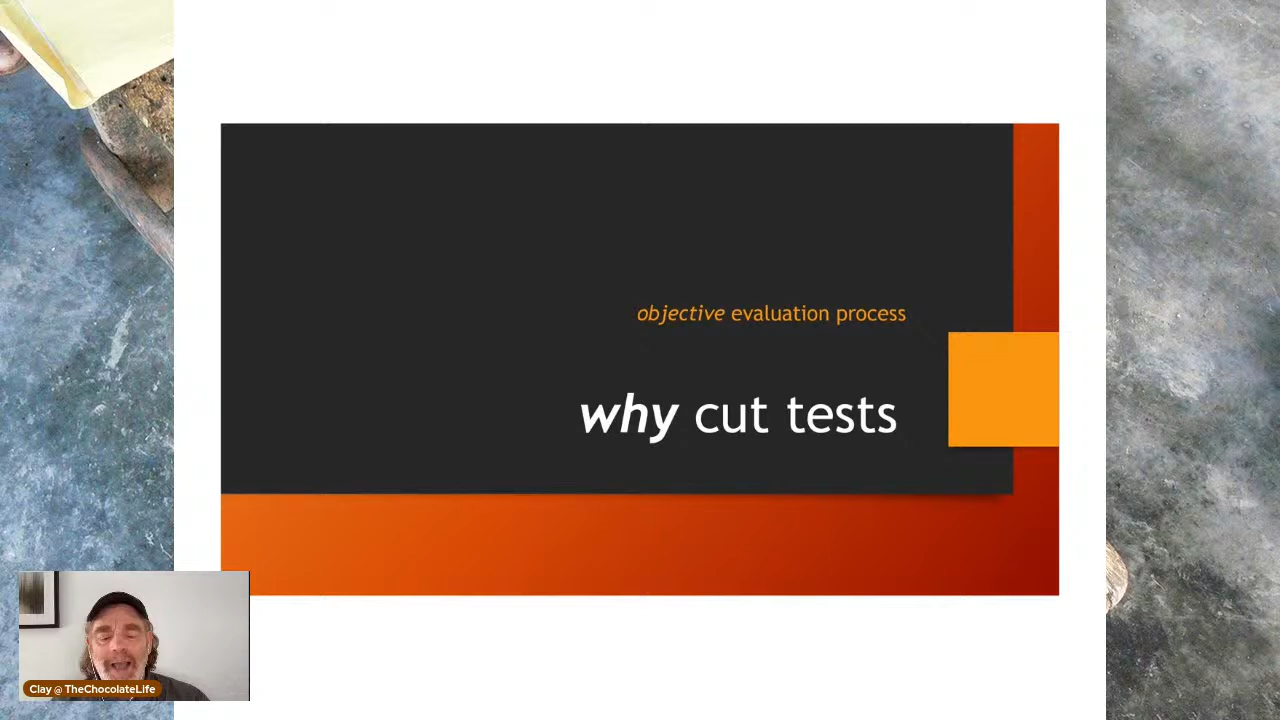 objective evaluation process
why cut tests
Clay @ TheChocolateLife